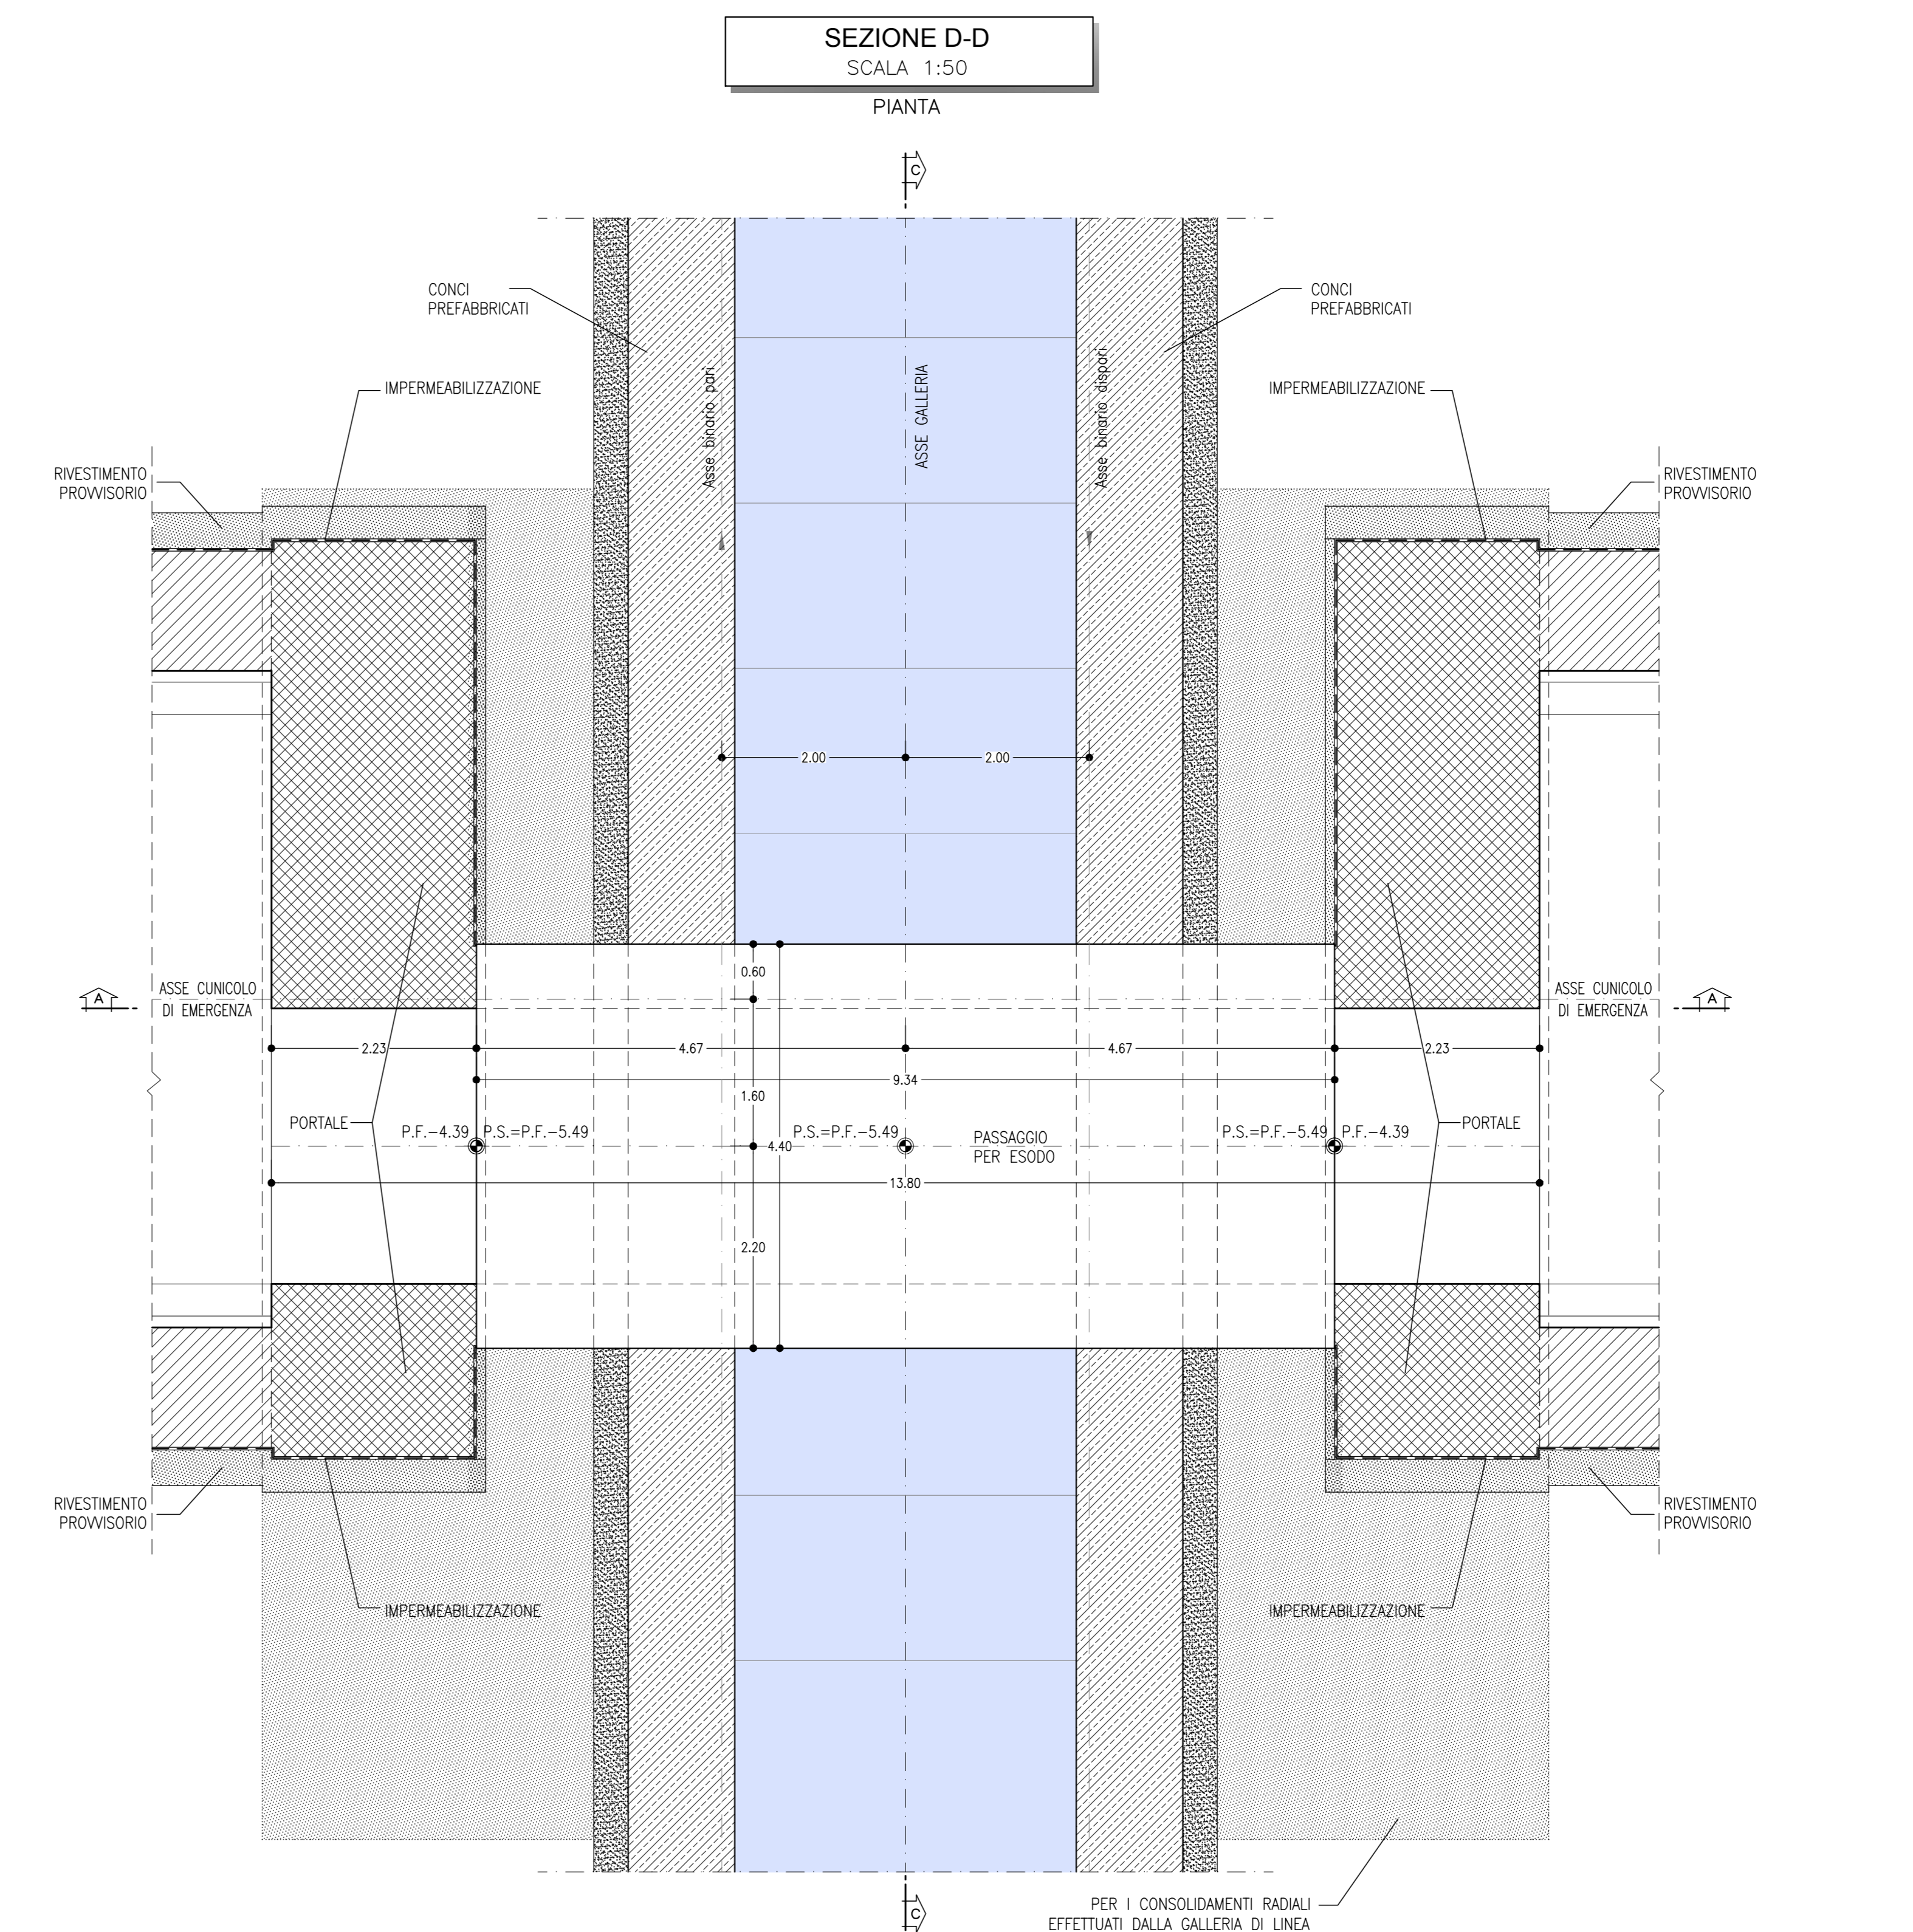 SEZIONE D-D
SCALA 1:50
PIANTA
C
CONCI
PREFABBRICATI
CONCI
PREFABBRICATI
IMPERMEABILIZZAZIONE
IMPERMEABILIZZAZIONE
Asse binario pari
ASSE GALLERIA
Asse binario dispari
RIVESTIMENTO
PROVVISORIO
RIVESTIMENTO
PROVVISORIO
2.00
2.00
0.60
A
ASSE CUNICOLO
DI EMERGENZA
ASSE CUNICOLO
DI EMERGENZA
A
2.23
4.67
4.67
2.23
9.34
1.60
PORTALE
P.F.-4.39
P.S.=P.F.-5.49
P.S.=P.F.-5.49
P.S.=P.F.-5.49
P.F.-4.39
PORTALE
4.40
PASSAGGIO
PER ESODO
13.80
2.20
RIVESTIMENTO
PROVVISORIO
RIVESTIMENTO
PROVVISORIO
IMPERMEABILIZZAZIONE
IMPERMEABILIZZAZIONE
C
PER I CONSOLIDAMENTI RADIALI
EFFETTUATI DALLA GALLERIA DI LINEA